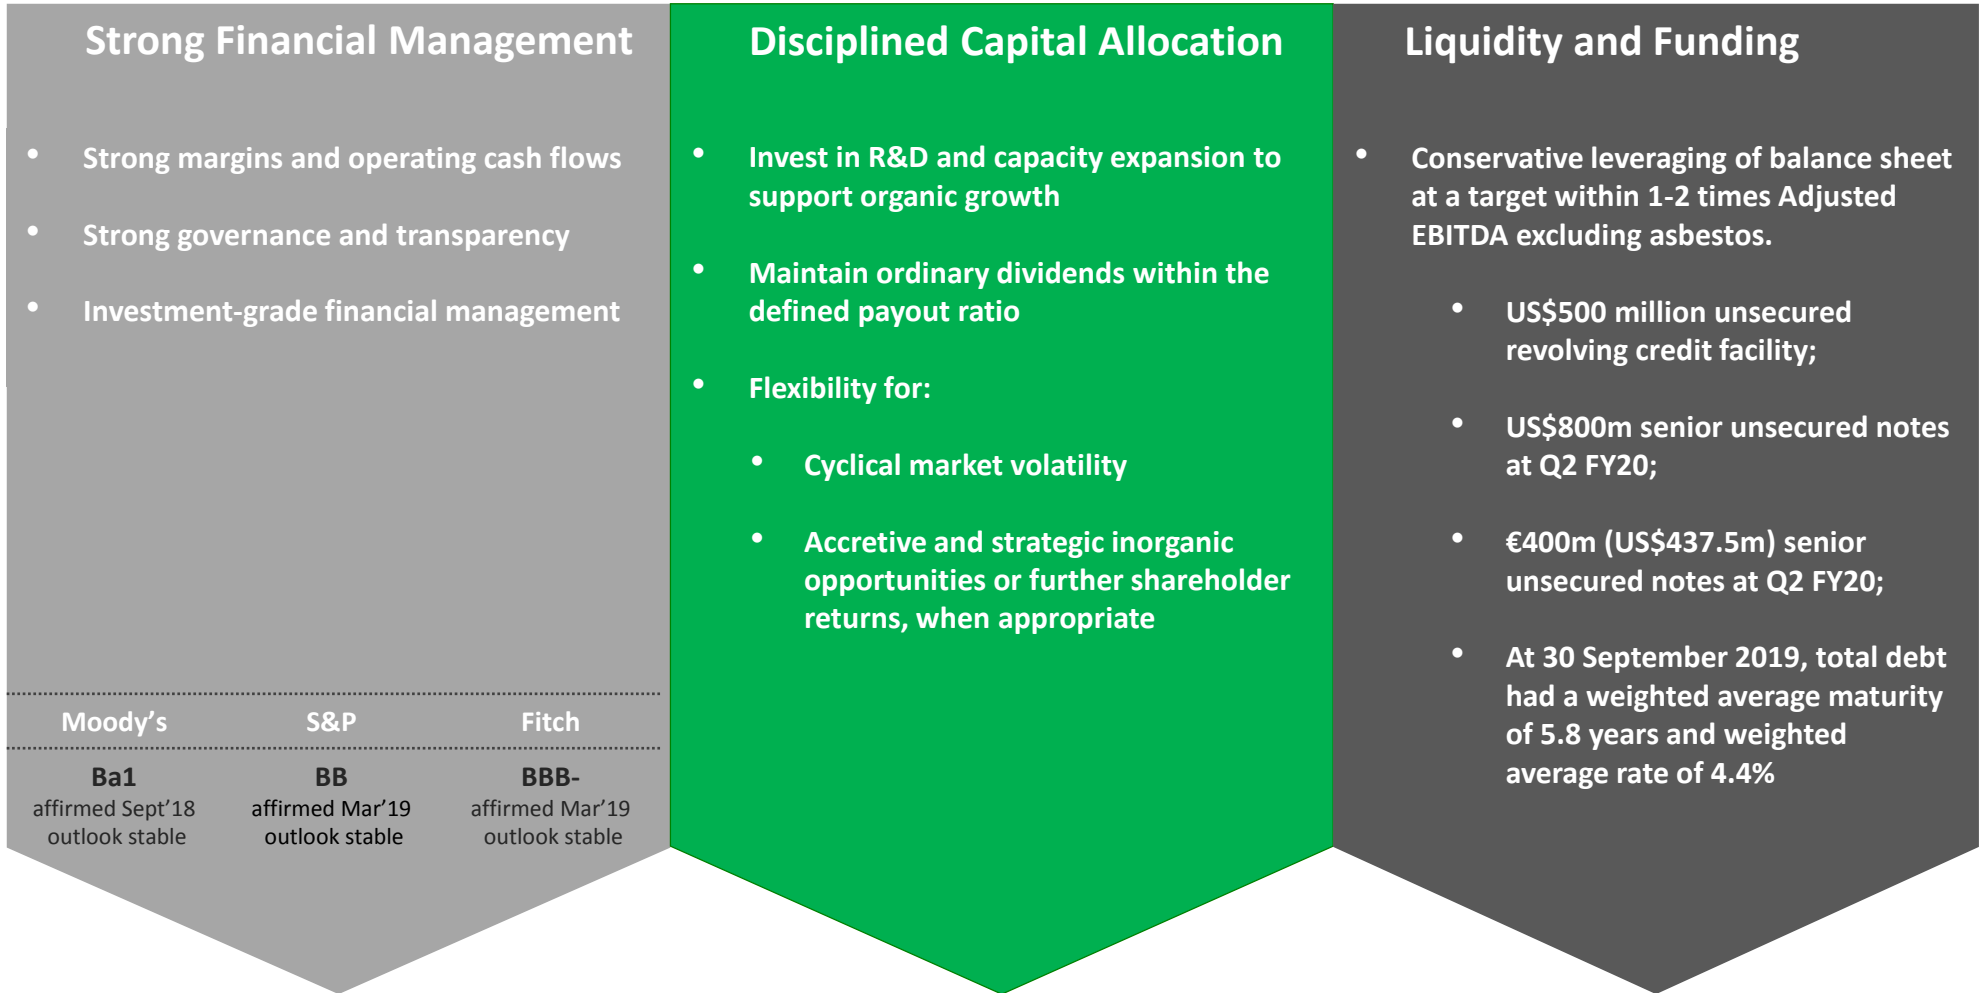 Strong Financial Management
• Strong margins and operating cash flows
• Strong governance and transparency
• Investment-grade financial management
Moody’s S&P Fitch
Ba1 BB BBB-
affirmed Sept’18 affirmed Mar’19 affirmed Mar’19
outlook stable outlook stable outlook stable
Disciplined Capital Allocation
• Invest in R&D and capacity expansion to
support organic growth
• Maintain ordinary dividends within the
defined payout ratio
• Flexibility for:
• Cyclical market volatility
• Accretive and strategic inorganic
opportunities or further shareholder
returns, when appropriate
Liquidity and Funding
• Conservative leveraging of balance sheet
at a target within 1-2 times Adjusted
EBITDA excluding asbestos.
• US$500 million unsecured
revolving credit facility;
• US$800m senior unsecured notes
at Q2 FY20;
• €400m (US$437.5m) senior
unsecured notes at Q2 FY20;
• At 30 September 2019, total debt
had a weighted average maturity
of 5.8 years and weighted
average rate of 4.4%